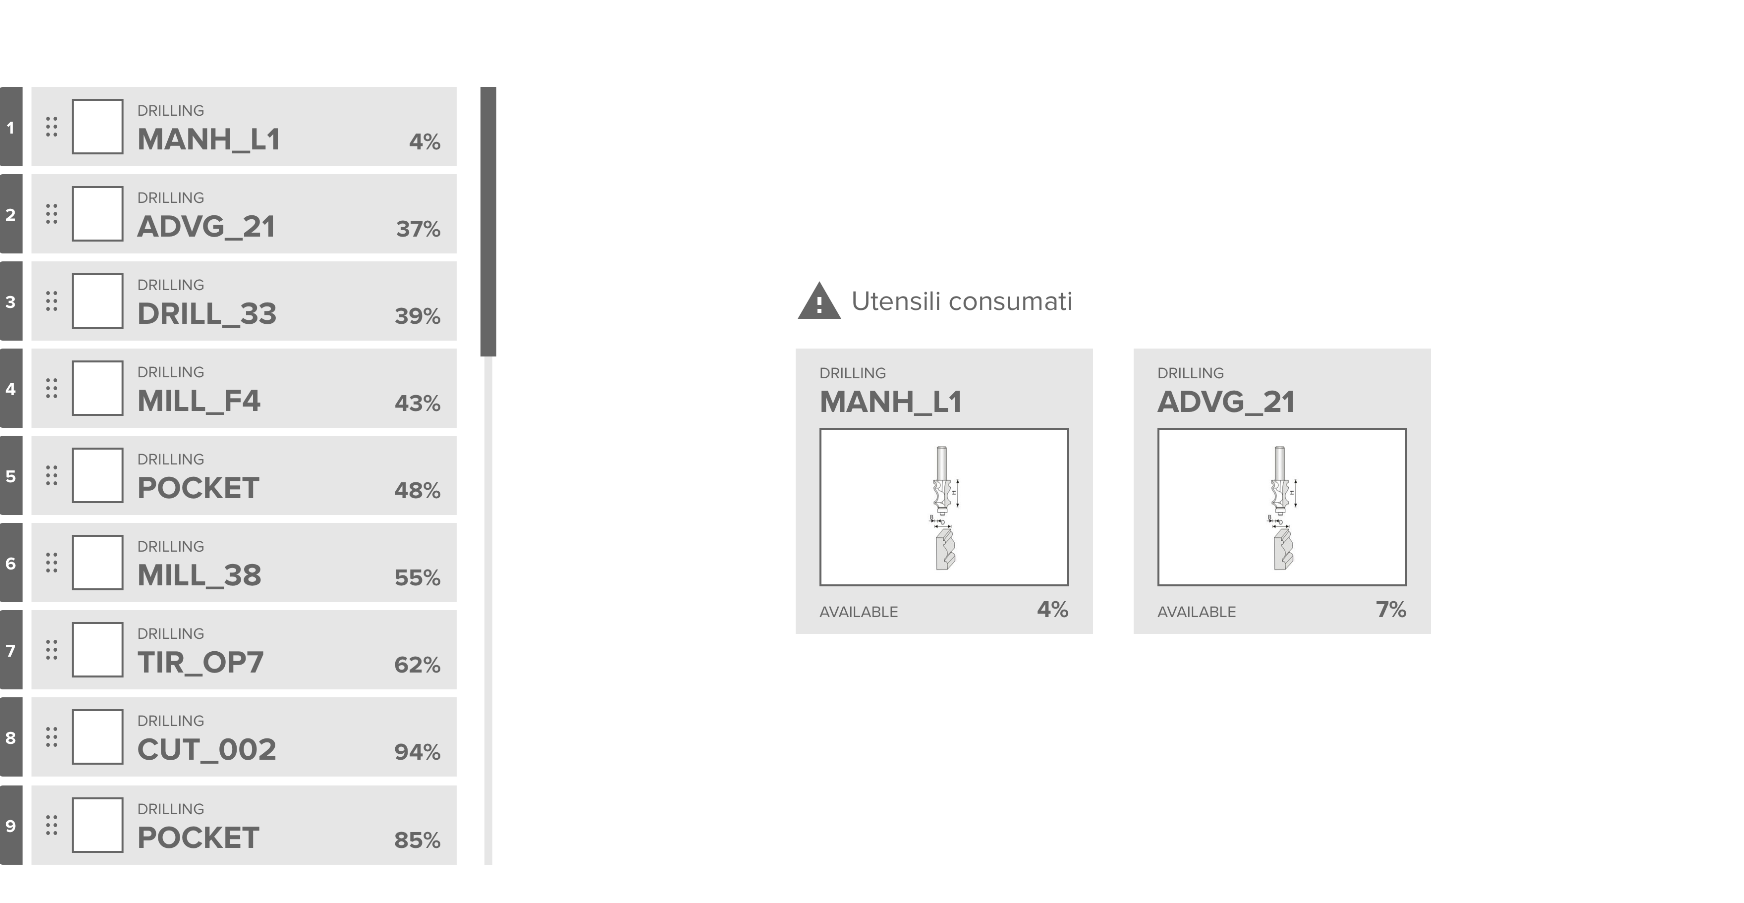 1
DRILLING
MANH_L1
4%
2
DRILLING
ADVG_21
37%
3
DRILLING
DRILL_33
39%
4
DRILLING
MILL_F4
43%
5
DRILLING
POCKET
48%
6
DRILLING
MILL_38
55%
7
DRILLING
TIR_OP7
62%
8
DRILLING
CUT_002
94%
9
DRILLING
POCKET
85%
Utensili consumati
DRILLING
MANH_L1
AVAILABLE 4%
DRILLING
ADVG_21
AVAILABLE 7%